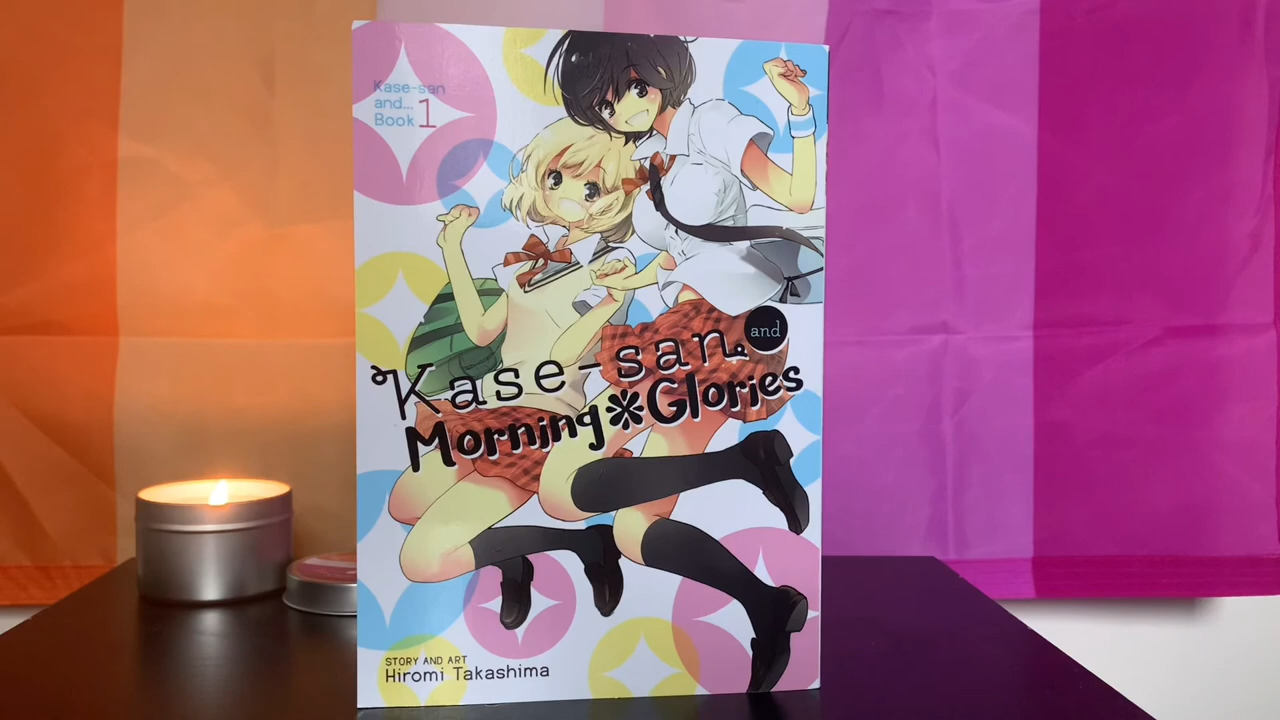 Kase-san
and...
Book 1
Kase-san and
Morning Glories
STORY AND ART
Hiromi Takashima